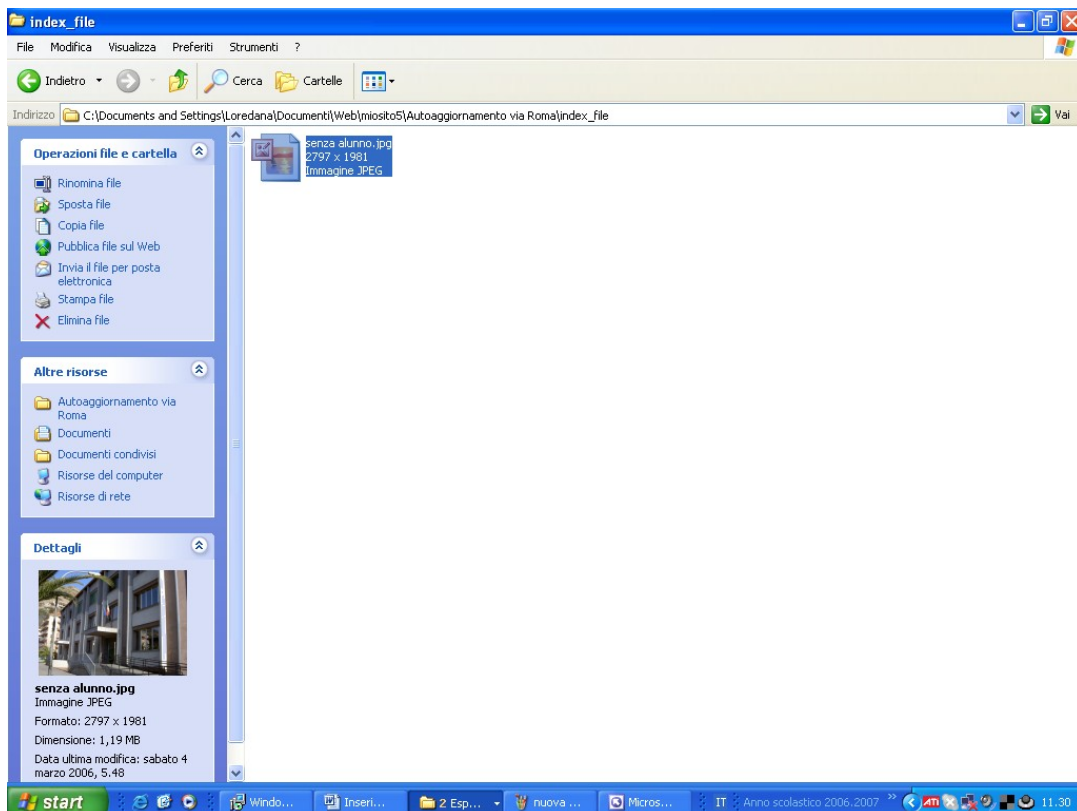 index_file
File Modifica Visualizza Preferiti Strumenti ?
Indietro Cerca Cartelle
Indirizzo C:\Documents and Settings\Loredana\Documenti\Web\miosito5\Autoaggiornamento via Roma\index_file Vai
Operazioni file e cartella
Rinomina file
Sposta file
Copia file
Pubblica file sul Web
Invia il file per posta
elettronica
Stampa file
Elimina file
Altre risorse
Autoaggiornamento via
Roma
Documenti
Documenti condivisi
Risorse del computer
Risorse di rete
Dettagli
senza alunno.jpg
Immagine JPEG
Formato: 2797 x 1981
Dimensione: 1,19 MB
Data ultima modifica: sabato 4
marzo 2006, 5.48
senza alunno.jpg
2797 x 1981
Immagine JPEG
start Windo... Inseri... 2 Esp... nuova ... Micros... IT Anno scolastico 2006.2007 » ATI 11.30